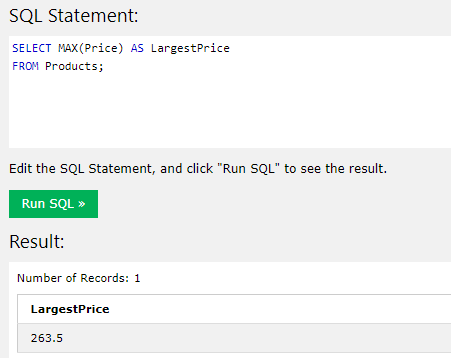 SQL Statement:
SELECT MAX(Price) AS LargestPrice
FROM Products;
Edit the SQL Statement, and click "Run SQL" to see the result.
Run SQL »
Result:
Number of Records: 1
LargestPrice
263.5